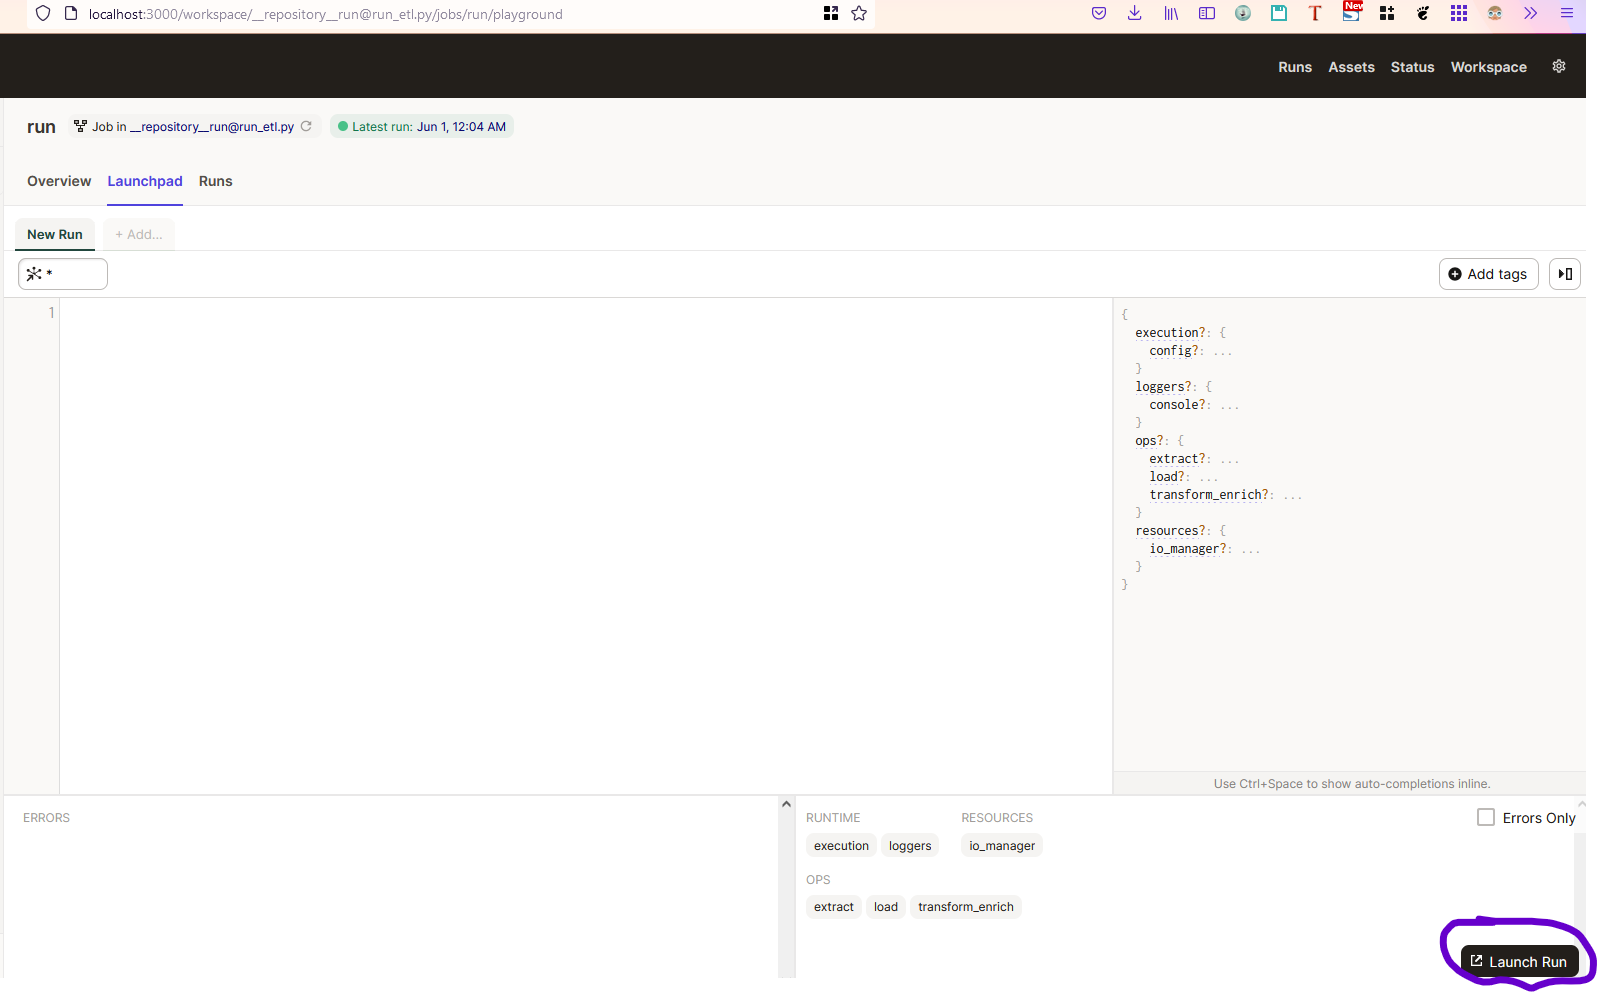 localhost:3000/workspace/__repository__run@run_etl.py/jobs/run/playground
T
New
S
Runs Assets Status Workspace
run Job in __repository__run@run_etl.py Latest run: Jun 1, 12:04 AM
Overview Launchpad Runs
New Run + Add...
*
Add tags
1
{
execution?: {
config?: ...
}
loggers?: {
console?: ...
}
ops?: {
extract?: ...
load?: ...
transform_enrich?: ...
}
resources?: {
io_manager?: ...
}
}
Use Ctrl+Space to show auto-completions inline.
ERRORS
RUNTIME RESOURCES
Errors Only
execution loggers io_manager
OPS
extract load transform_enrich
Launch Run